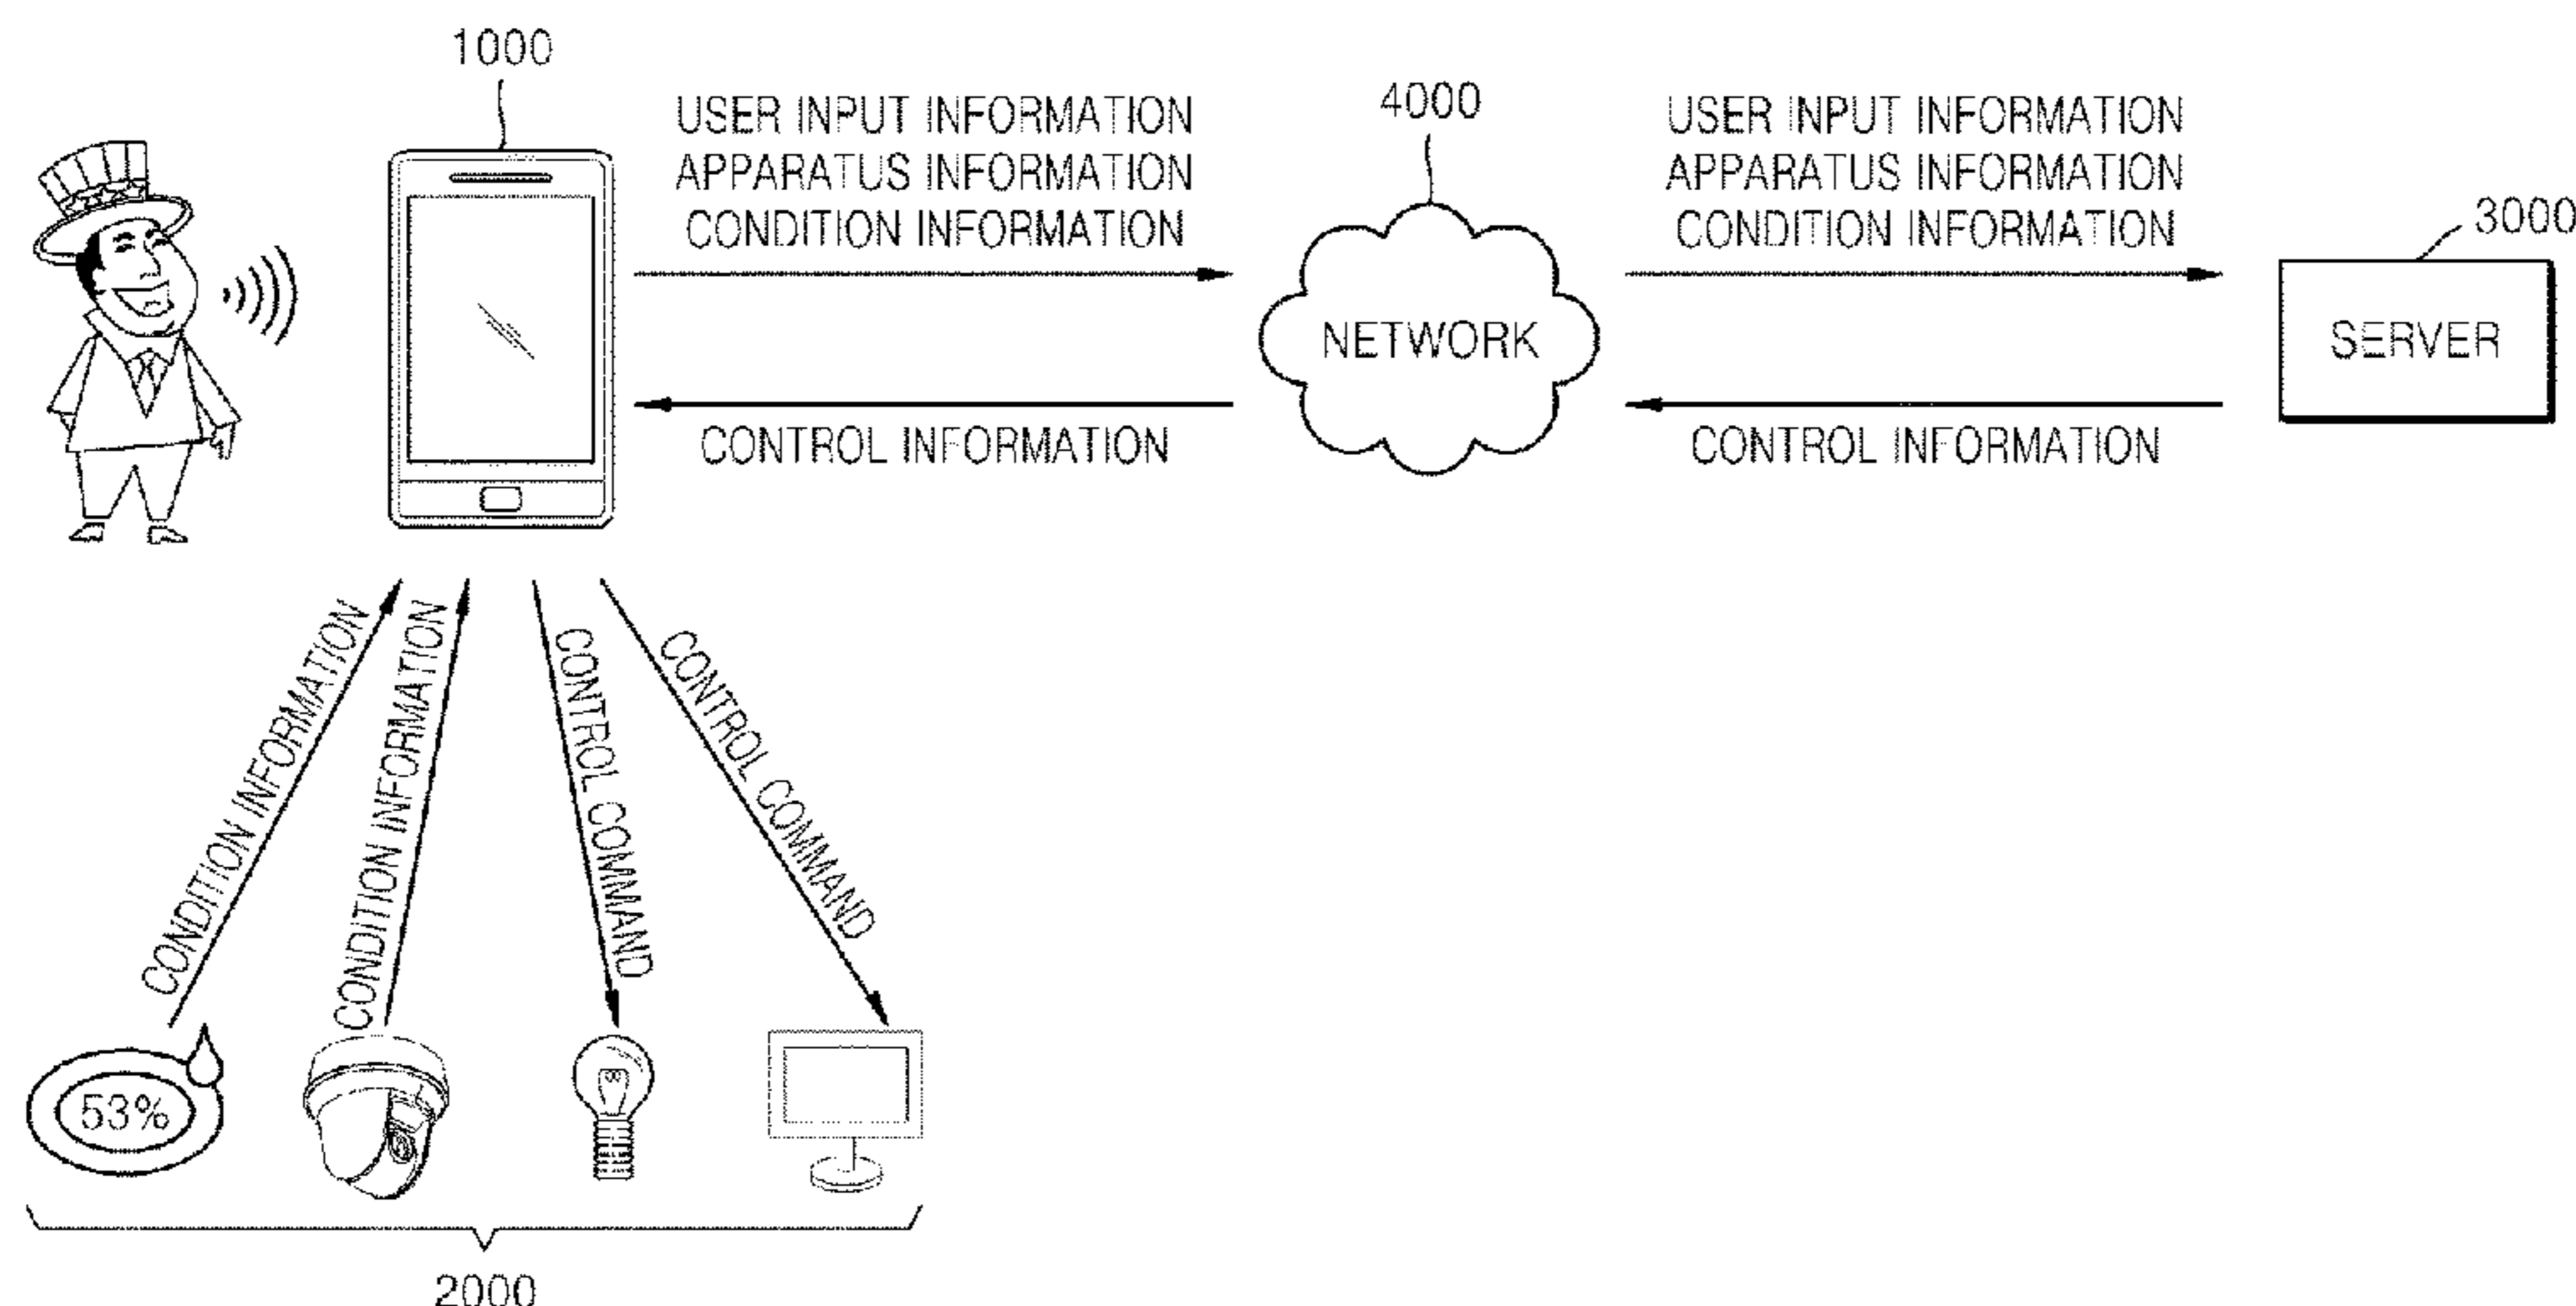 1000
USER INPUT INFORMATION
APPARATUS INFORMATION
CONDITION INFORMATION
4000
USER INPUT INFORMATION
APPARATUS INFORMATION
CONDITION INFORMATION
3000
NETWORK
SERVER
CONTROL INFORMATION
CONTROL INFORMATION
CONDITION INFORMATION
CONDITION INFORMATION
CONTROL COMMAND
CONTROL COMMAND
53%
2000